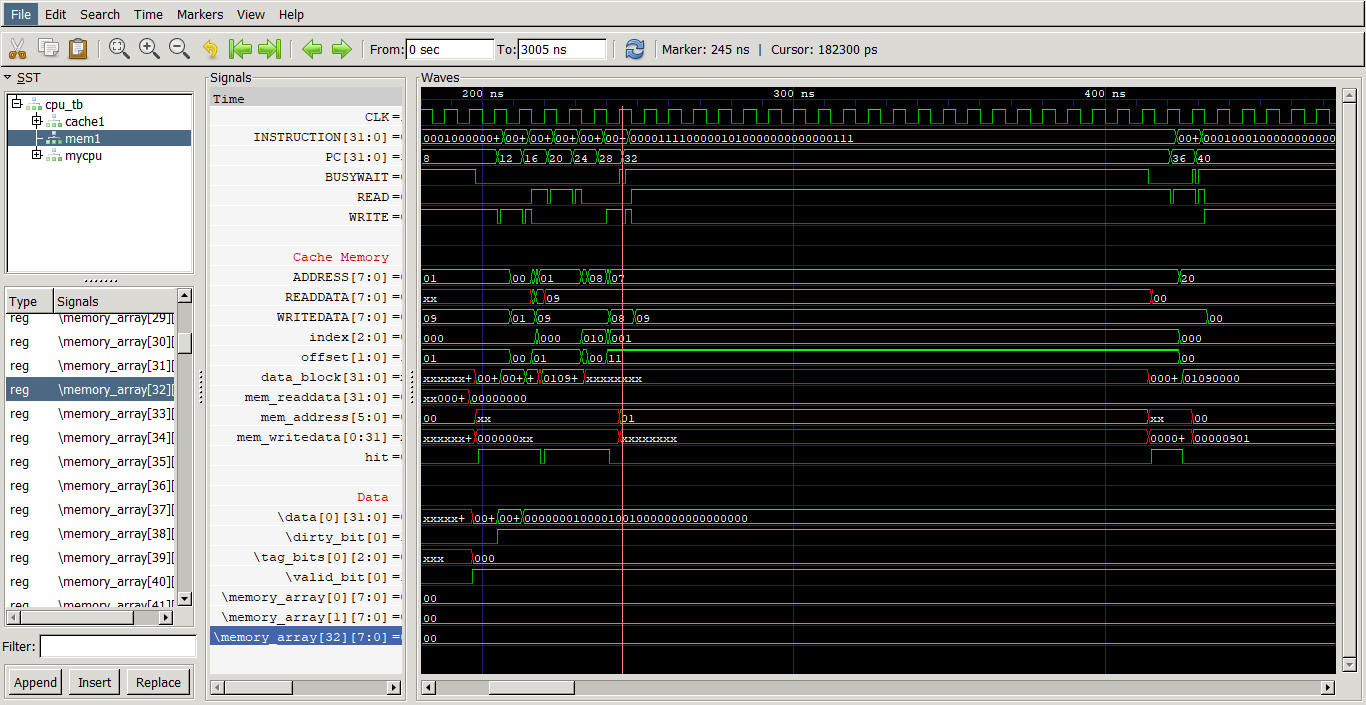 File Edit Search Time Markers View Help
From: 0 sec To: 3005 ns Marker: 245 ns | Cursor: 182300 ps
SST
cpu_tb
cache1
mem1
mycpu
Type Signals
reg \memory_array[29][
reg \memory_array[30][
reg \memory_array[31][
reg \memory_array[32][
reg \memory_array[33][
reg \memory_array[34][
reg \memory_array[35][
reg \memory_array[36][
reg \memory_array[37][
reg \memory_array[38][
reg \memory_array[39][
reg \memory_array[40][
reg \memory_array[41][
Filter:
Append Insert Replace
Signals
Time
CLK =
INSTRUCTION[31:0] =
PC[31:0] =
BUSYWAIT =
READ =
WRITE =
Cache Memory
ADDRESS[7:0] =
READDATA[7:0] =
WRITEDATA[7:0] =
index[2:0] =
offset[1:0] =
data_block[31:0] =
mem_readdata[31:0] =
mem_address[5:0] =
mem_writedata[0:31] =
hit =
Data
\data[0][31:0] =
\dirty_bit[0] =
\tag_bits[0][2:0] =
\valid_bit[0] =
\memory_array[0][7:0] =
\memory_array[1][7:0] =
\memory_array[32][7:0] =
Waves
200 ns 300 ns 400 ns
0001000000+ 00+ 00+ 00+ 00+ 00+ 00001111000001010000000000000111 00+ 0001000100000000000000
8 12 16 20 24 28 32 36 40
01 00 01 08 07 20
xx 09 00
09 01 09 08 09 00
000 000 010 001 000
01 00 01 00 11 00
xxxxxx+ 00+ 00+ + 0109+ xxxxxxxx 000+ 01090000
xx000+ 00000000
00 xx 01 xx 00
xxxxxx+ 000000xx xxxxxxxx 0000+ 00000901
xxxxx+ 00+ 00+ 00000001000010010000000000000000
xxx 000
00
00
00